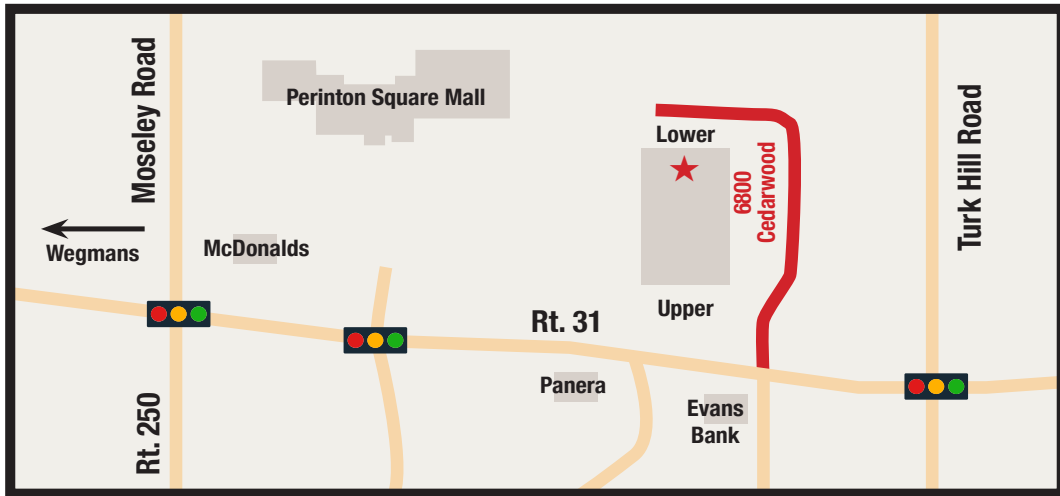 Moseley Road
Perinton Square Mall
Lower
6800
Cedarwood
Turk Hill Road
Wegmans
McDonalds
Upper
Rt. 31
Panera
Evans
Bank
Rt. 250